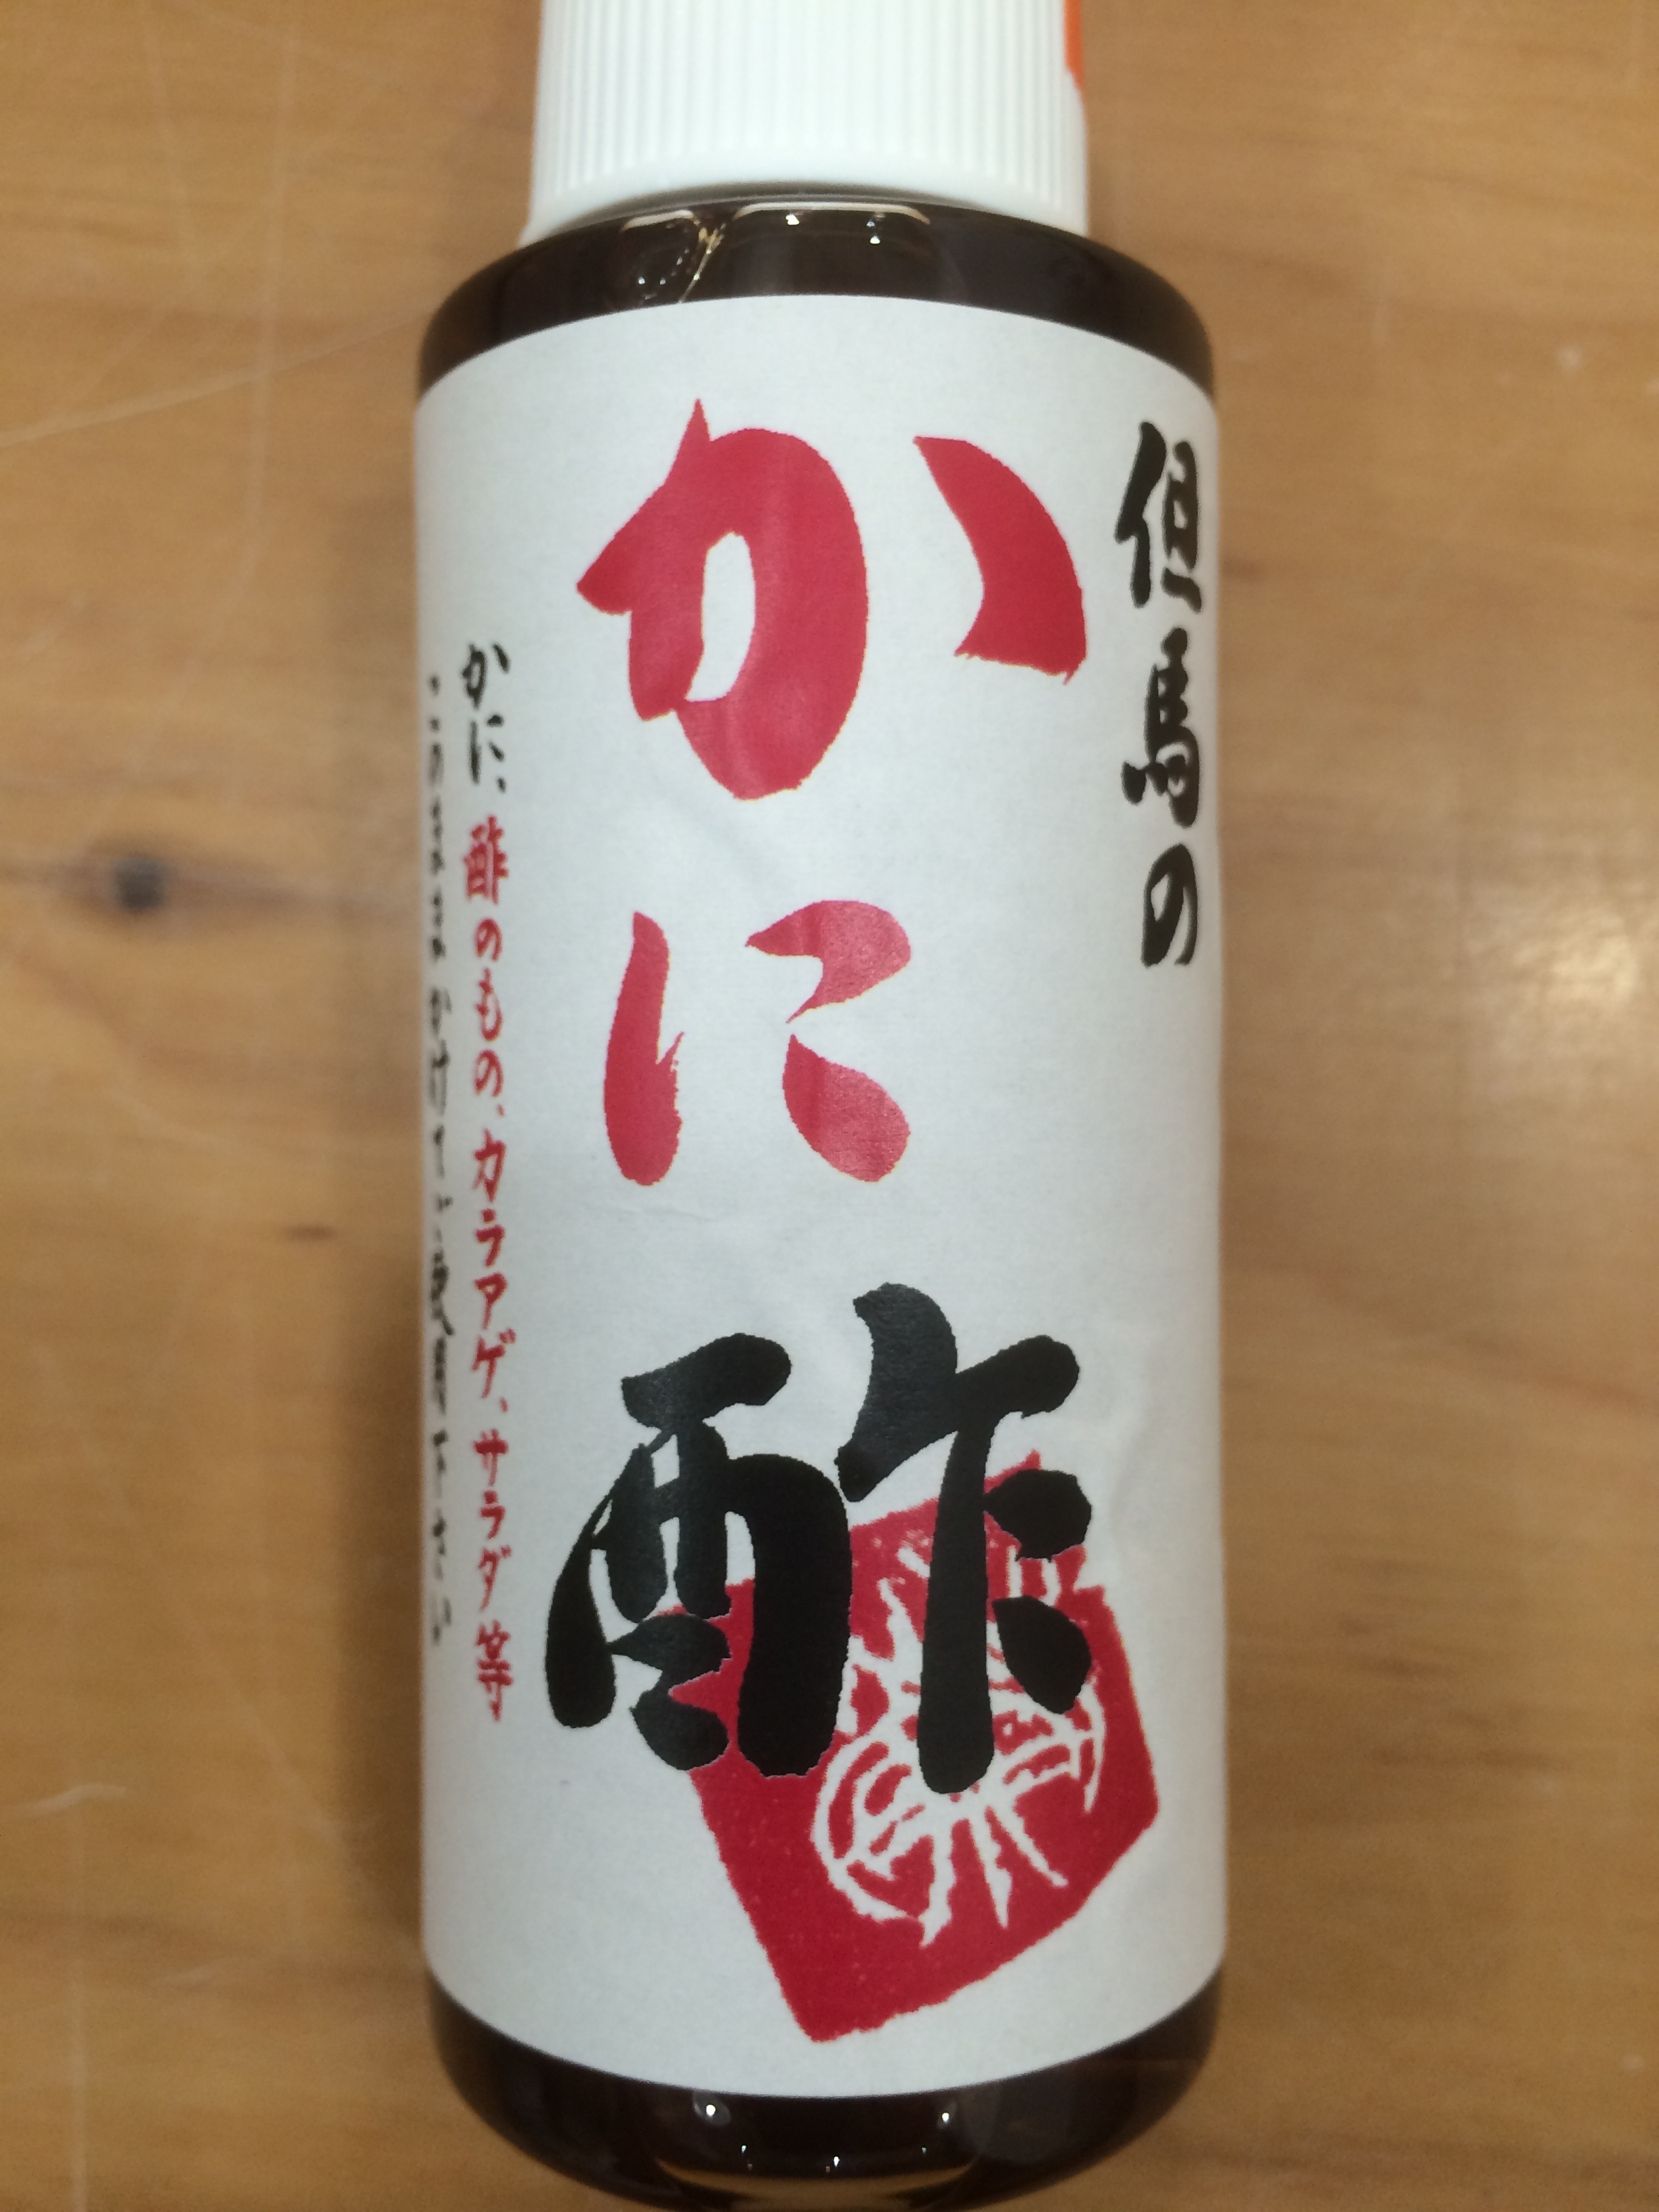 但馬の
かに酢
かに、酢のもの、カラアゲ、サラダ等
このまま かけてご使用下さい